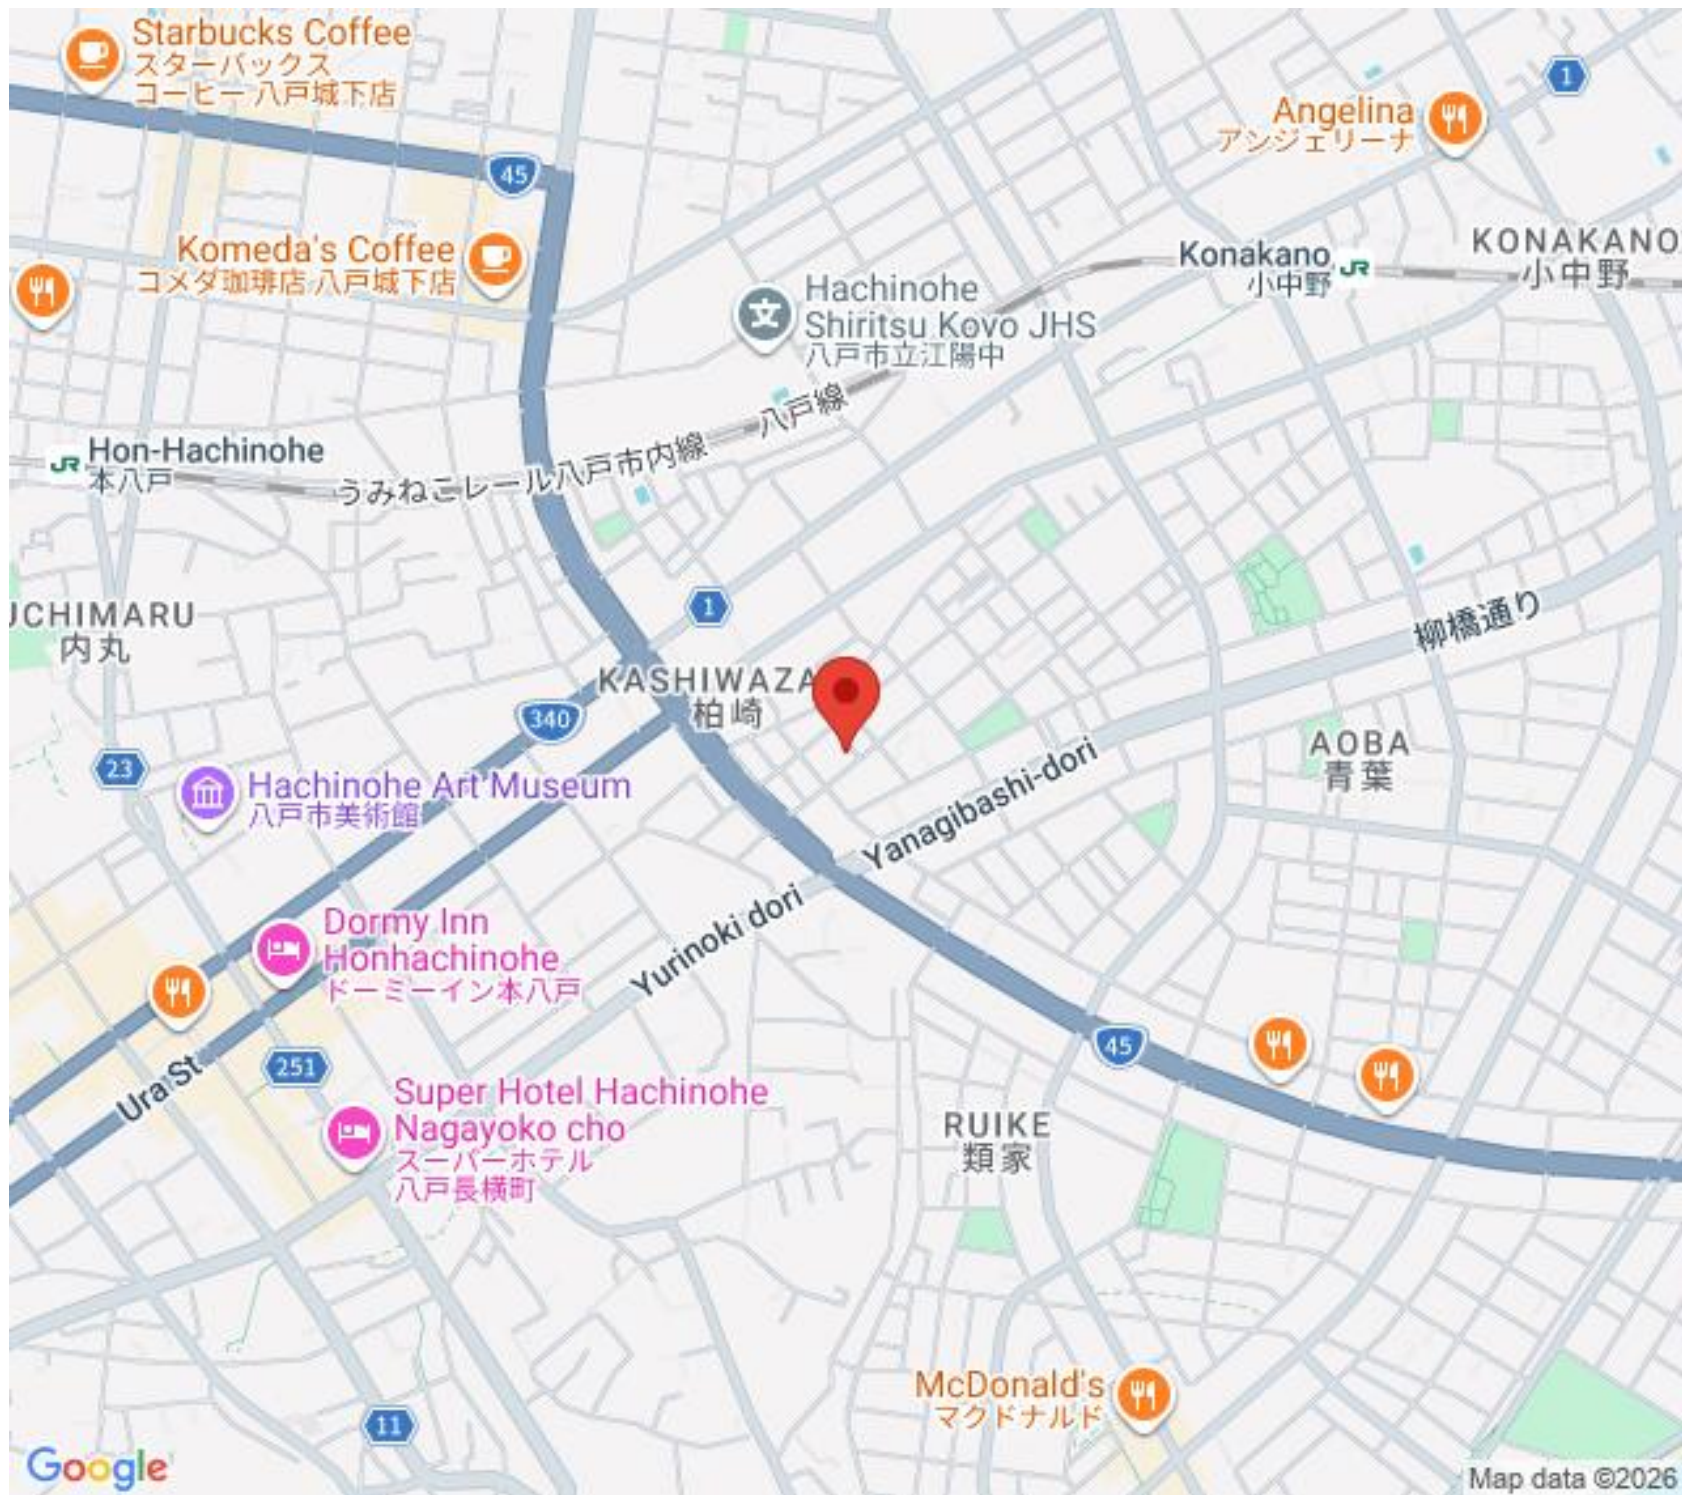 Starbucks Coffee
スターバックス
コーヒー 八戸城下店
1
Angelina
アンジェリーナ
45
Komeda's Coffee
コメダ珈琲店 八戸城下店
Konakano
小中野
JR
KONAKANO
小中野
文
Hachinohe
Shiritsu Kovo JHS
八戸市立江陽中
八戸線
うみねこレール八戸市内線
JR
Hon-Hachinohe
本八戸
UCHIMARU
内丸
1
柳橋通り
KASHIWAZA
柏崎
340
AOBA
青葉
23
Hachinohe Art Museum
八戸市美術館
Yanagibashi-dori
Yurinoki dori
Dormy Inn
Honhachinohe
ドーミーイン本八戸
45
Ura St
251
Super Hotel Hachinohe
Nagayoko cho
スーパーホテル
八戸長横町
RUIKE
類家
McDonald's
マクドナルド
11
Google
Map data ©2026